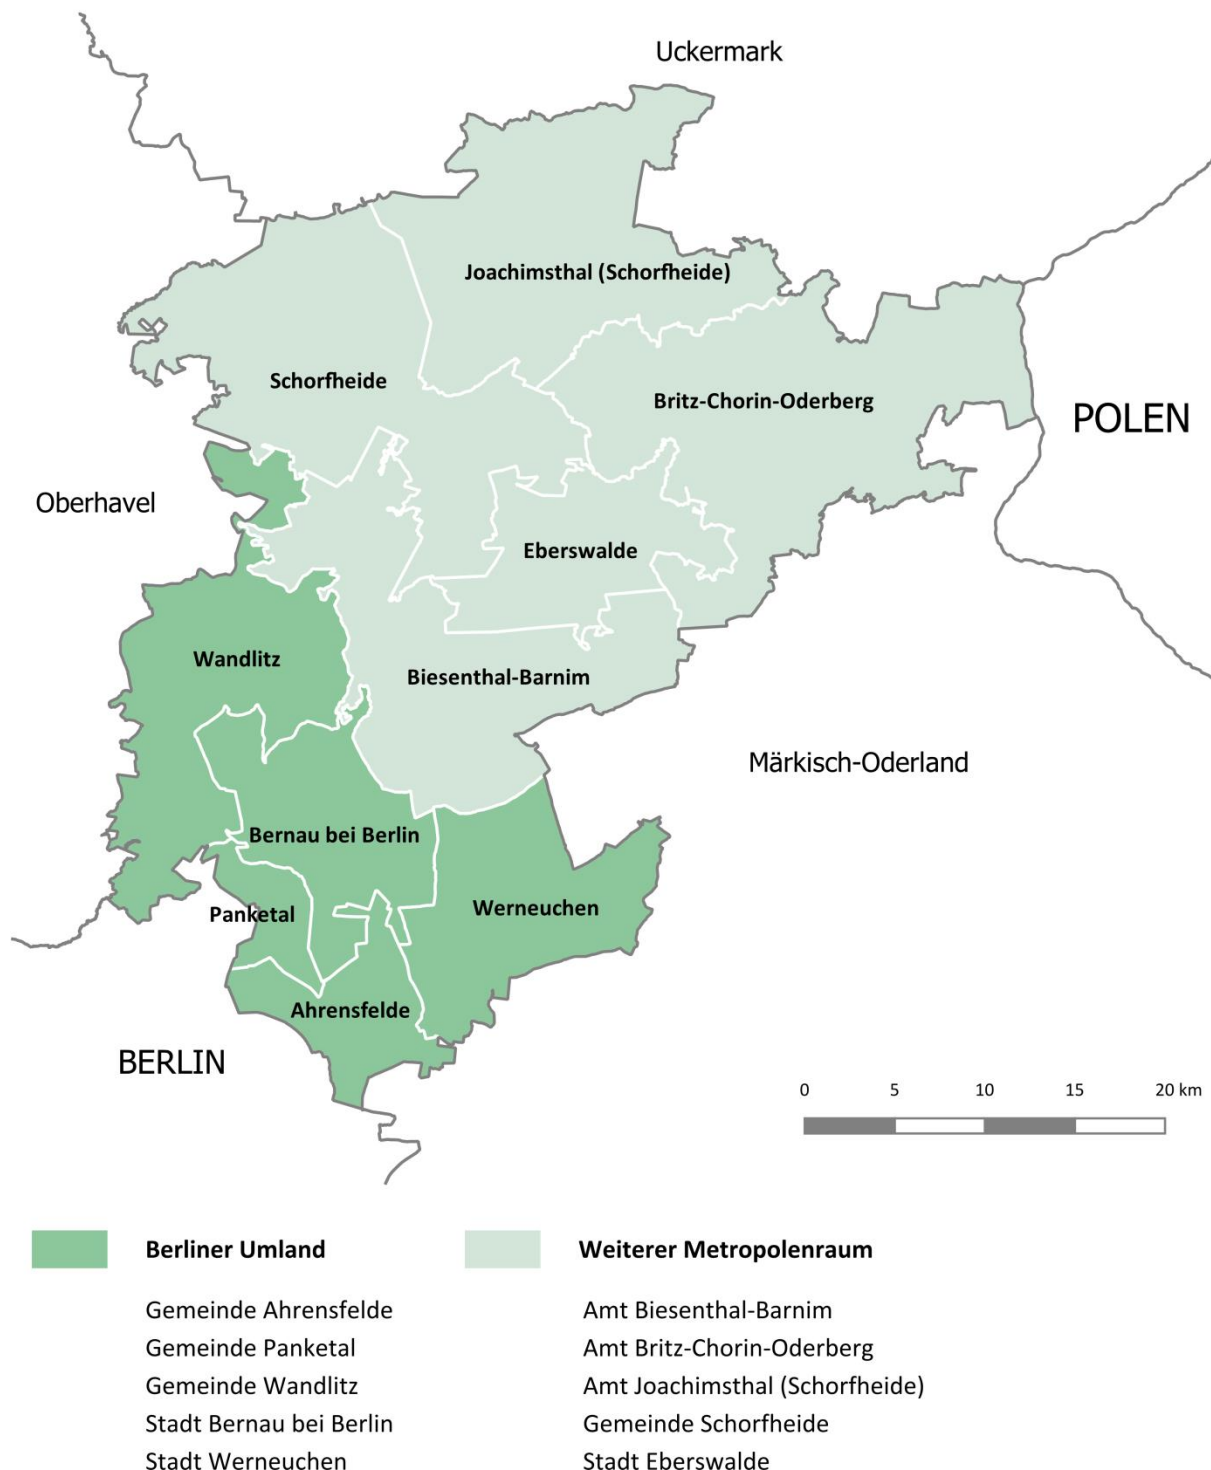 Uckermark
Joachimsthal (Schorfheide)
Schorfheide
Britz-Chorin-Oderberg
POLEN
Oberhavel
Eberswalde
Wandlitz
Biesenthal-Barnim
Märkisch-Oderland
Bernau bei Berlin
Werneuchen
Panketal
Ahrensfelde
BERLIN
0 5 10 15 20 km
Berliner Umland
Gemeinde Ahrensfelde
Gemeinde Panketal
Gemeinde Wandlitz
Stadt Bernau bei Berlin
Stadt Werneuchen
Weiterer Metropolenraum
Amt Biesenthal-Barnim
Amt Britz-Chorin-Oderberg
Amt Joachimsthal (Schorfheide)
Gemeinde Schorfheide
Stadt Eberswalde